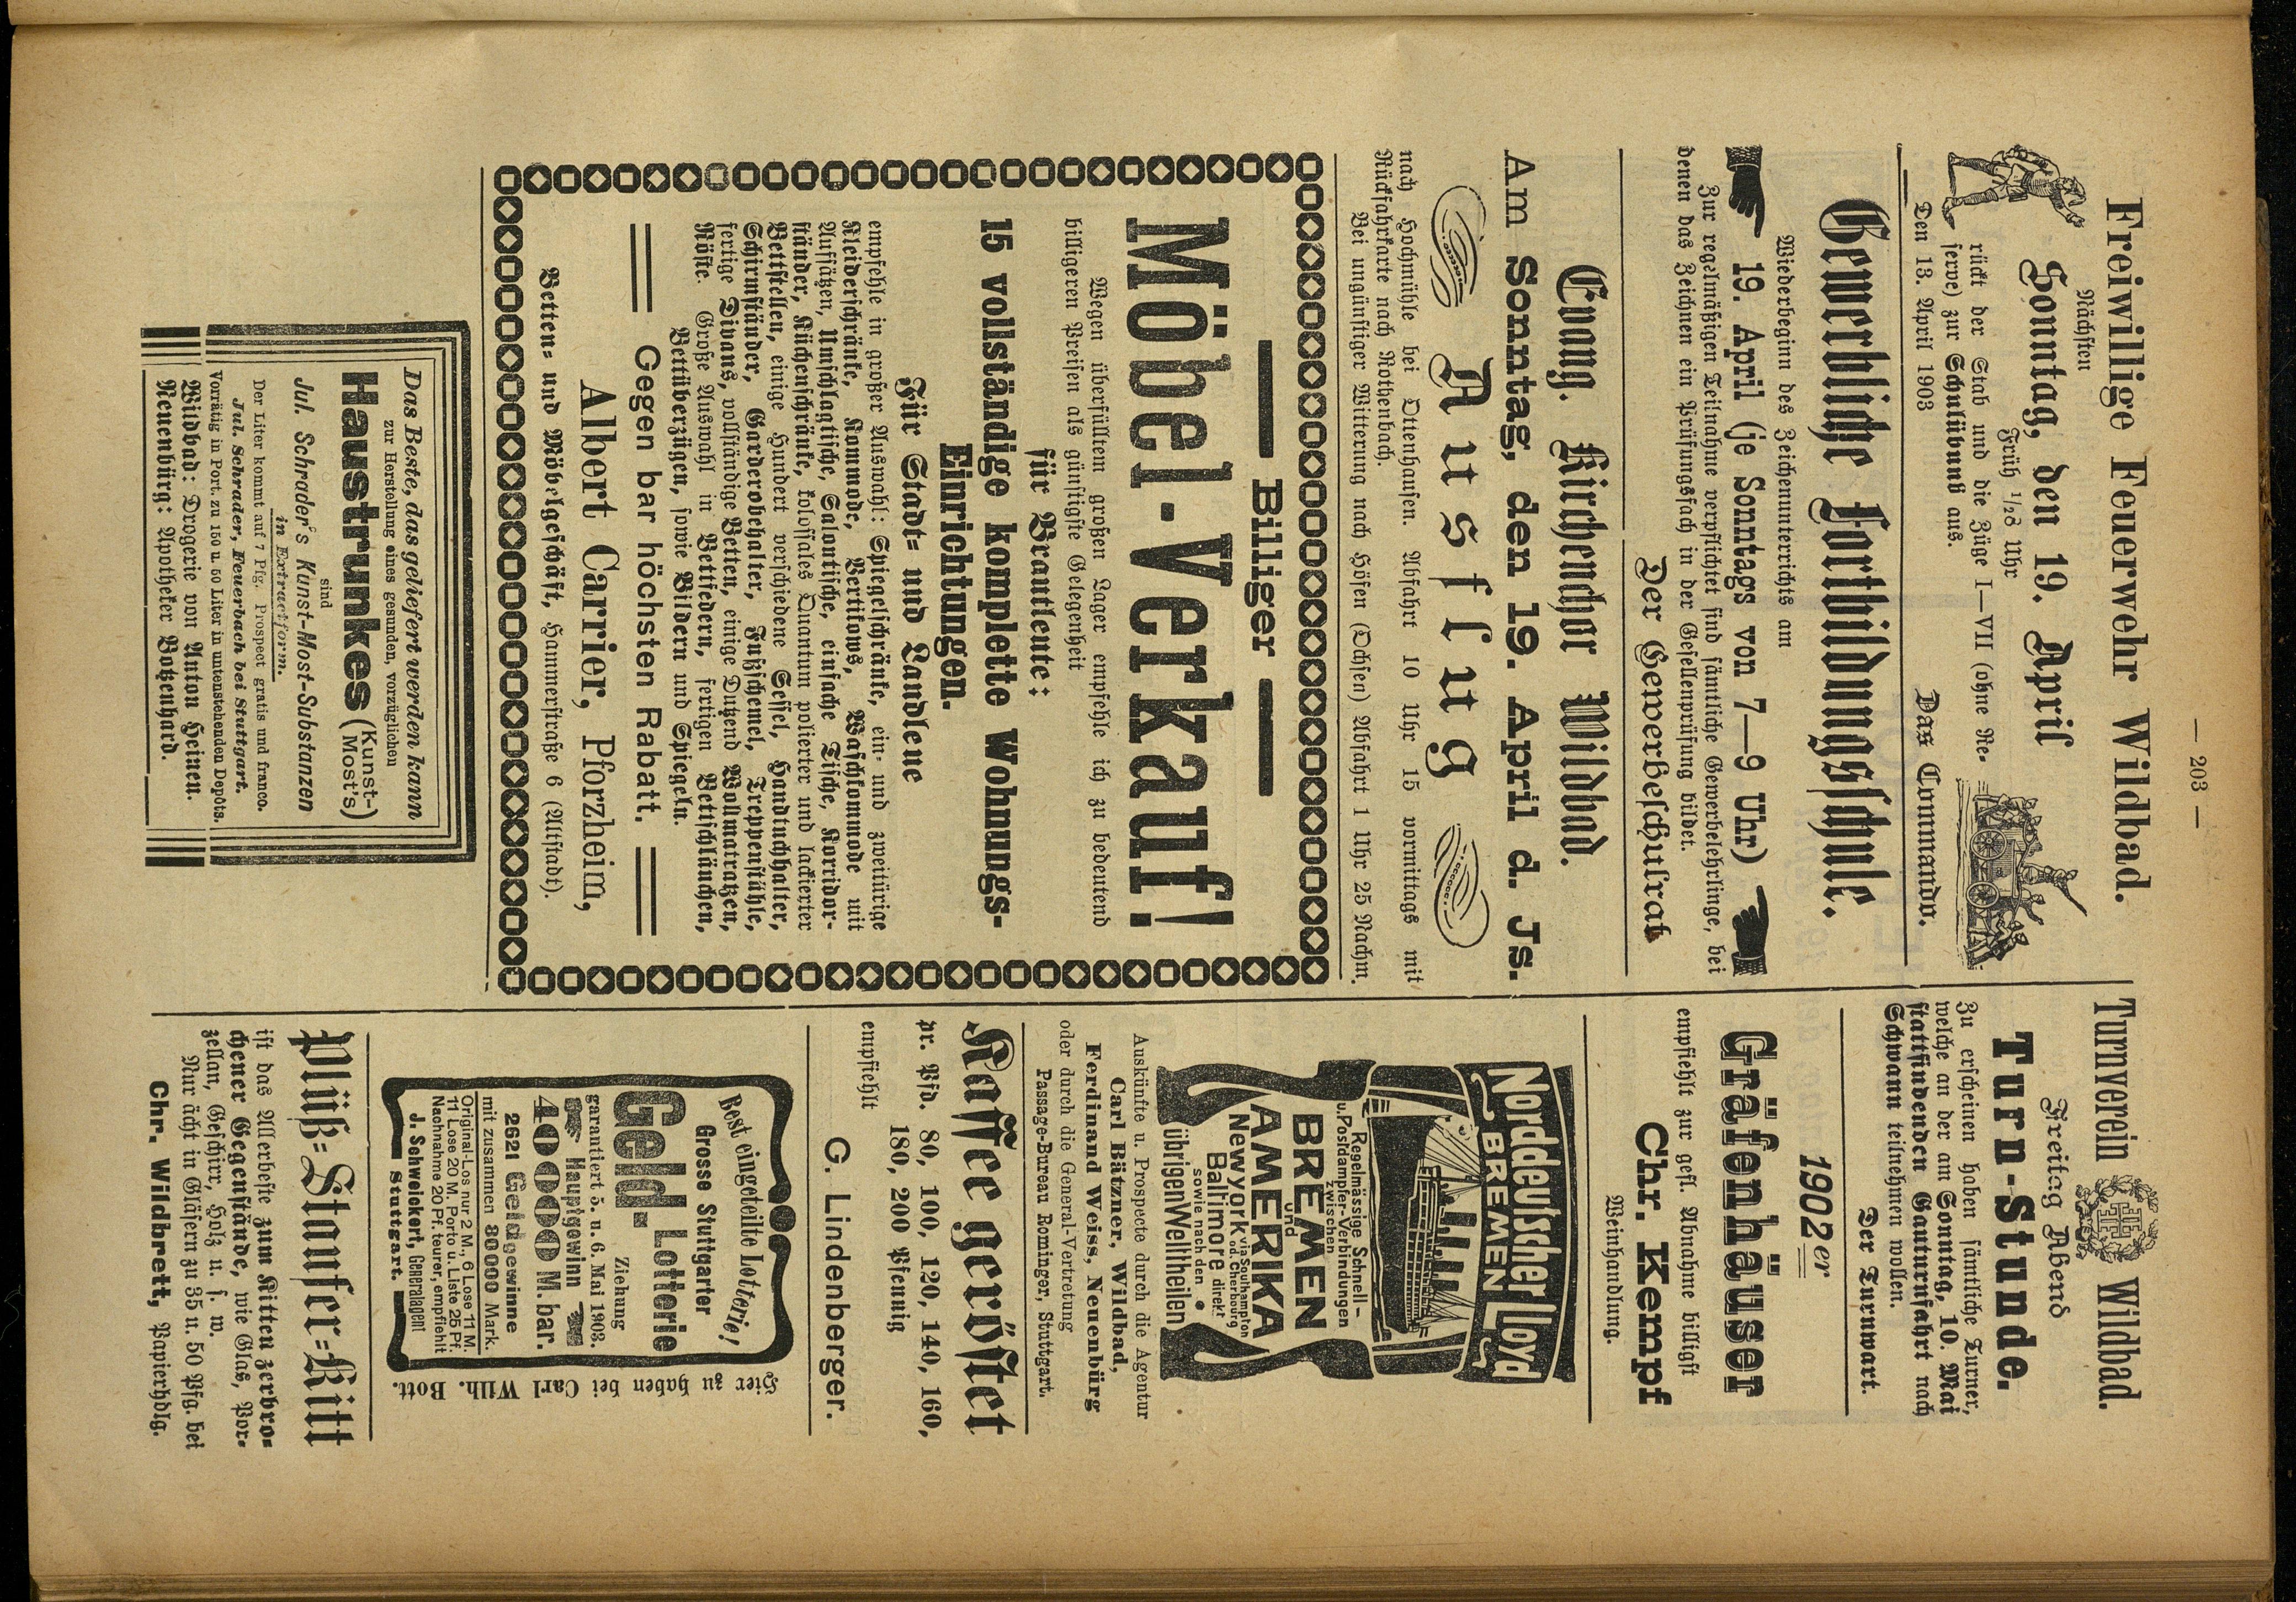 — 203 —
Freiwillige Feuerwehr Wildbad.
Nächsten
Sonntag, den 19. April
Früh ½8 Uhr
rückt der Stab und die Züge I—VII (ohne Re-
serve) zur Schulübung aus.
Den 13. April 1903
Das Commando.
Gewerbliche Fortbildungsschule.
Wiederbeginn des Zeichenunterrichts am
19. April (je Sonntags von 7—9 Uhr)
Zur regelmäßigen Teilnahme verpflichtet sind sämtliche Gewerbelehrlinge, bei
denen das Zeichnen ein Prüfungsfach in der Gesellenprüfung bildet.
Der Gewerbeschulrat
Evang. Kirchenchor Wildbad.
Am Sonntag, den 19. April d. Js.
Ausflug
nach Hochmühle bei Ottenhausen. Abfahrt 10 Uhr 15 vormittags mit
Rückfahrkarte nach Rothenbach.
Bei ungünstiger Witterung nach Höfen (Ochsen) Abfahrt 1 Uhr 25 Nachm.
Billiger
Möbel-Verkauf!
Wegen überfülltem großen Lager empfehle ich zu bedeutend
billigeren Preisen als günstigste Gelegenheit
für Brautleute:
15 vollständige komplette Wohnungs-
Einrichtungen.
Für Stadt- und Landleute
empfehle in großer Auswahl: Spiegelschränke, ein- und zweitürige
Kleiderschränke, Kommode, Vertikows, Waschkommode mit
Aufsätzen, Umschlagtische, Salontische, einfache Tische, Korridor-
ständer, Küchenschränke, kolossales Quantum polierter und lackierter
Bettstellen, einige Hundert verschiedene Sessel, Handtuchhalter,
Schirmständer, Garderobehalter, Fußschemel, Treppenstühle,
fertige Divans, vollständige Betten, einige Dutzend Wollmatratzen,
Röste. Große Auswahl in Bettfedern, fertigen Bettschläuchen,
Bettüberzügen, sowie Bildern und Spiegeln.
Gegen bar höchsten Rabatt.
Albert Carrier, Pforzheim,
Betten- und Möbelgeschäft, Hammerstraße 6 (Altstadt).
Das Beste, das geliefert werden kann
zur Herstellung eines gesunden, vorzüglichen
Haustrunkes (Kunst-
Most's)
sind
Jul. Schrader's Kunst-Most-Substanzen
in Extractform.
Der Liter kommt auf 7 Pfg. Prospect gratis und franco.
Jul. Schrader, Feuerbach bei Stuttgart.
Vorrätig in Port. zu 150 u. 50 Liter in untenstehenden Depôts.
Wildbad: Drogerie von Anton Heinen.
Neuenbürg: Apotheker Bozenhard.
Turnverein Wildbad.
Freitag Abend
Turn-Stunde.
Zu erscheinen haben sämtliche Turner,
welche an der am Sonntag, 10. Mai
stattfindenden Gauturnfahrt nach
Schwann teilnehmen wollen.
Der Turnwart.
1902er
Gräfenhäuser
empfiehlt zur gefl. Abnahme billigst
Chr. Kempf
Weinhandlung.
Norddeutscher Lloyd
BREMEN
Regelmässige Schnell-
u. Postdampfer-Verbindungen
zwischen
BREMEN
und
AMERIKA
Newyork via Southampton
od. Cherbourg
Baltimore direkt
sowie nach den
übrigen Weltteilen
Auskünfte u. Prospecte durch die Agentur
Carl Bätzner, Wildbad,
Ferdinand Weiss, Neuenbürg
oder durch die General-Vertretung
Passage-Bureau Rominger, Stuttgart.
Kaffee geröstet
pr. Pfd. 80, 100, 120, 140, 160,
180, 200 Pfennig
empfiehlt
G. Lindenberger.
Best eingeteilte Lotterie!
Grosse Stuttgarter
Geld-Lotterie
Ziehung
garantiert 5. u. 6. Mai 1903.
Hauptgewinn
40000 M. bar.
2621 Geldgewinne
mit zusammen 80000 Mark.
Original-Los nur 2 M., 6 Lose 11 M.
11 Lose 20 M. Porto u. Liste 25 Pf.
Nachnahme 20 Pf. teurer, empfiehlt
J. Schweickert, Generalagent
Stuttgart.
Hier zu haben bei Carl Wilh. Bott.
Plüß-Staufer-Kitt
ist das Allerbeste zum Kitten zerbro-
chener Gegenstände, wie Glas, Por-
zellan, Geschirr, Holz u. s. w.
Nur ächt in Gläsern zu 35 u. 50 Pfg. bei
Chr. Wildbrett, Papierhdlg.